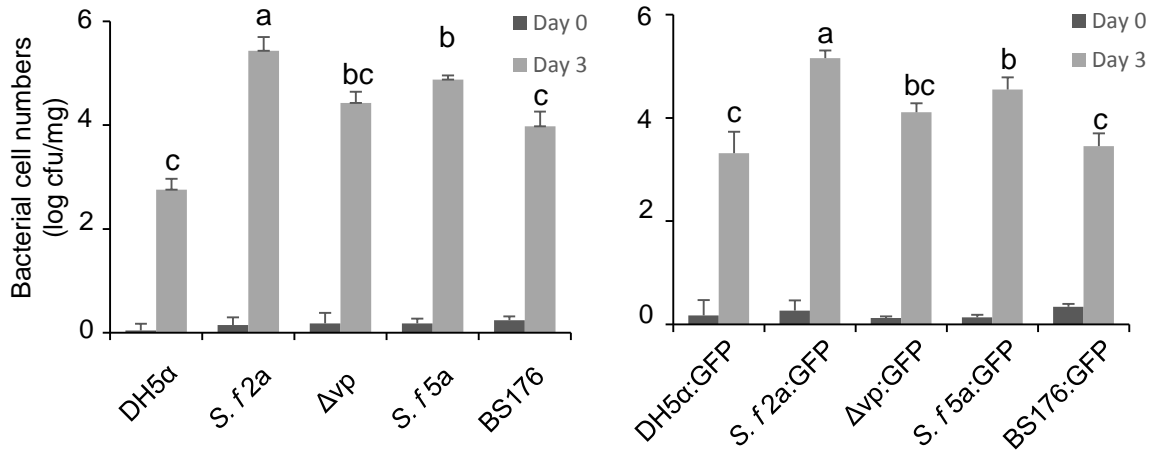 Bacterial cell numbers
(log cfu/mg)
6
4
2
0
a
b
bc
c
c
Day 0
Day 3
DH5α
S. f 2a
Δvp
S. f 5a
BS176
6
4
2
0
a
b
bc
c
c
Day 0
Day 3
DH5α:GFP
S. f 2a:GFP
Δvp:GFP
S. f 5a:GFP
BS176:GFP